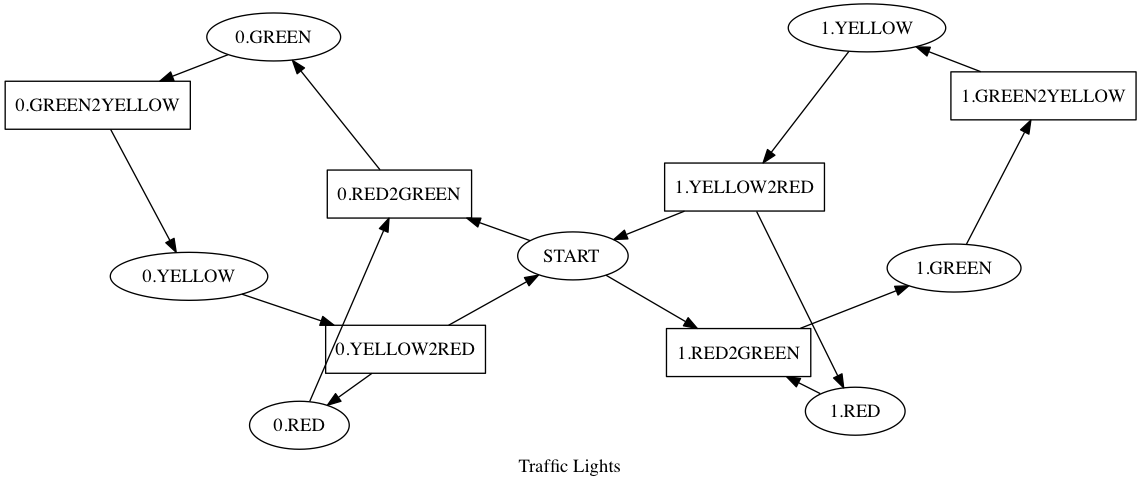 0.GREEN
1.YELLOW
0.GREEN2YELLOW
1.GREEN2YELLOW
0.RED2GREEN
1.YELLOW2RED
START
0.YELLOW
1.GREEN
0.YELLOW2RED
1.RED2GREEN
0.RED
1.RED
Traffic Lights